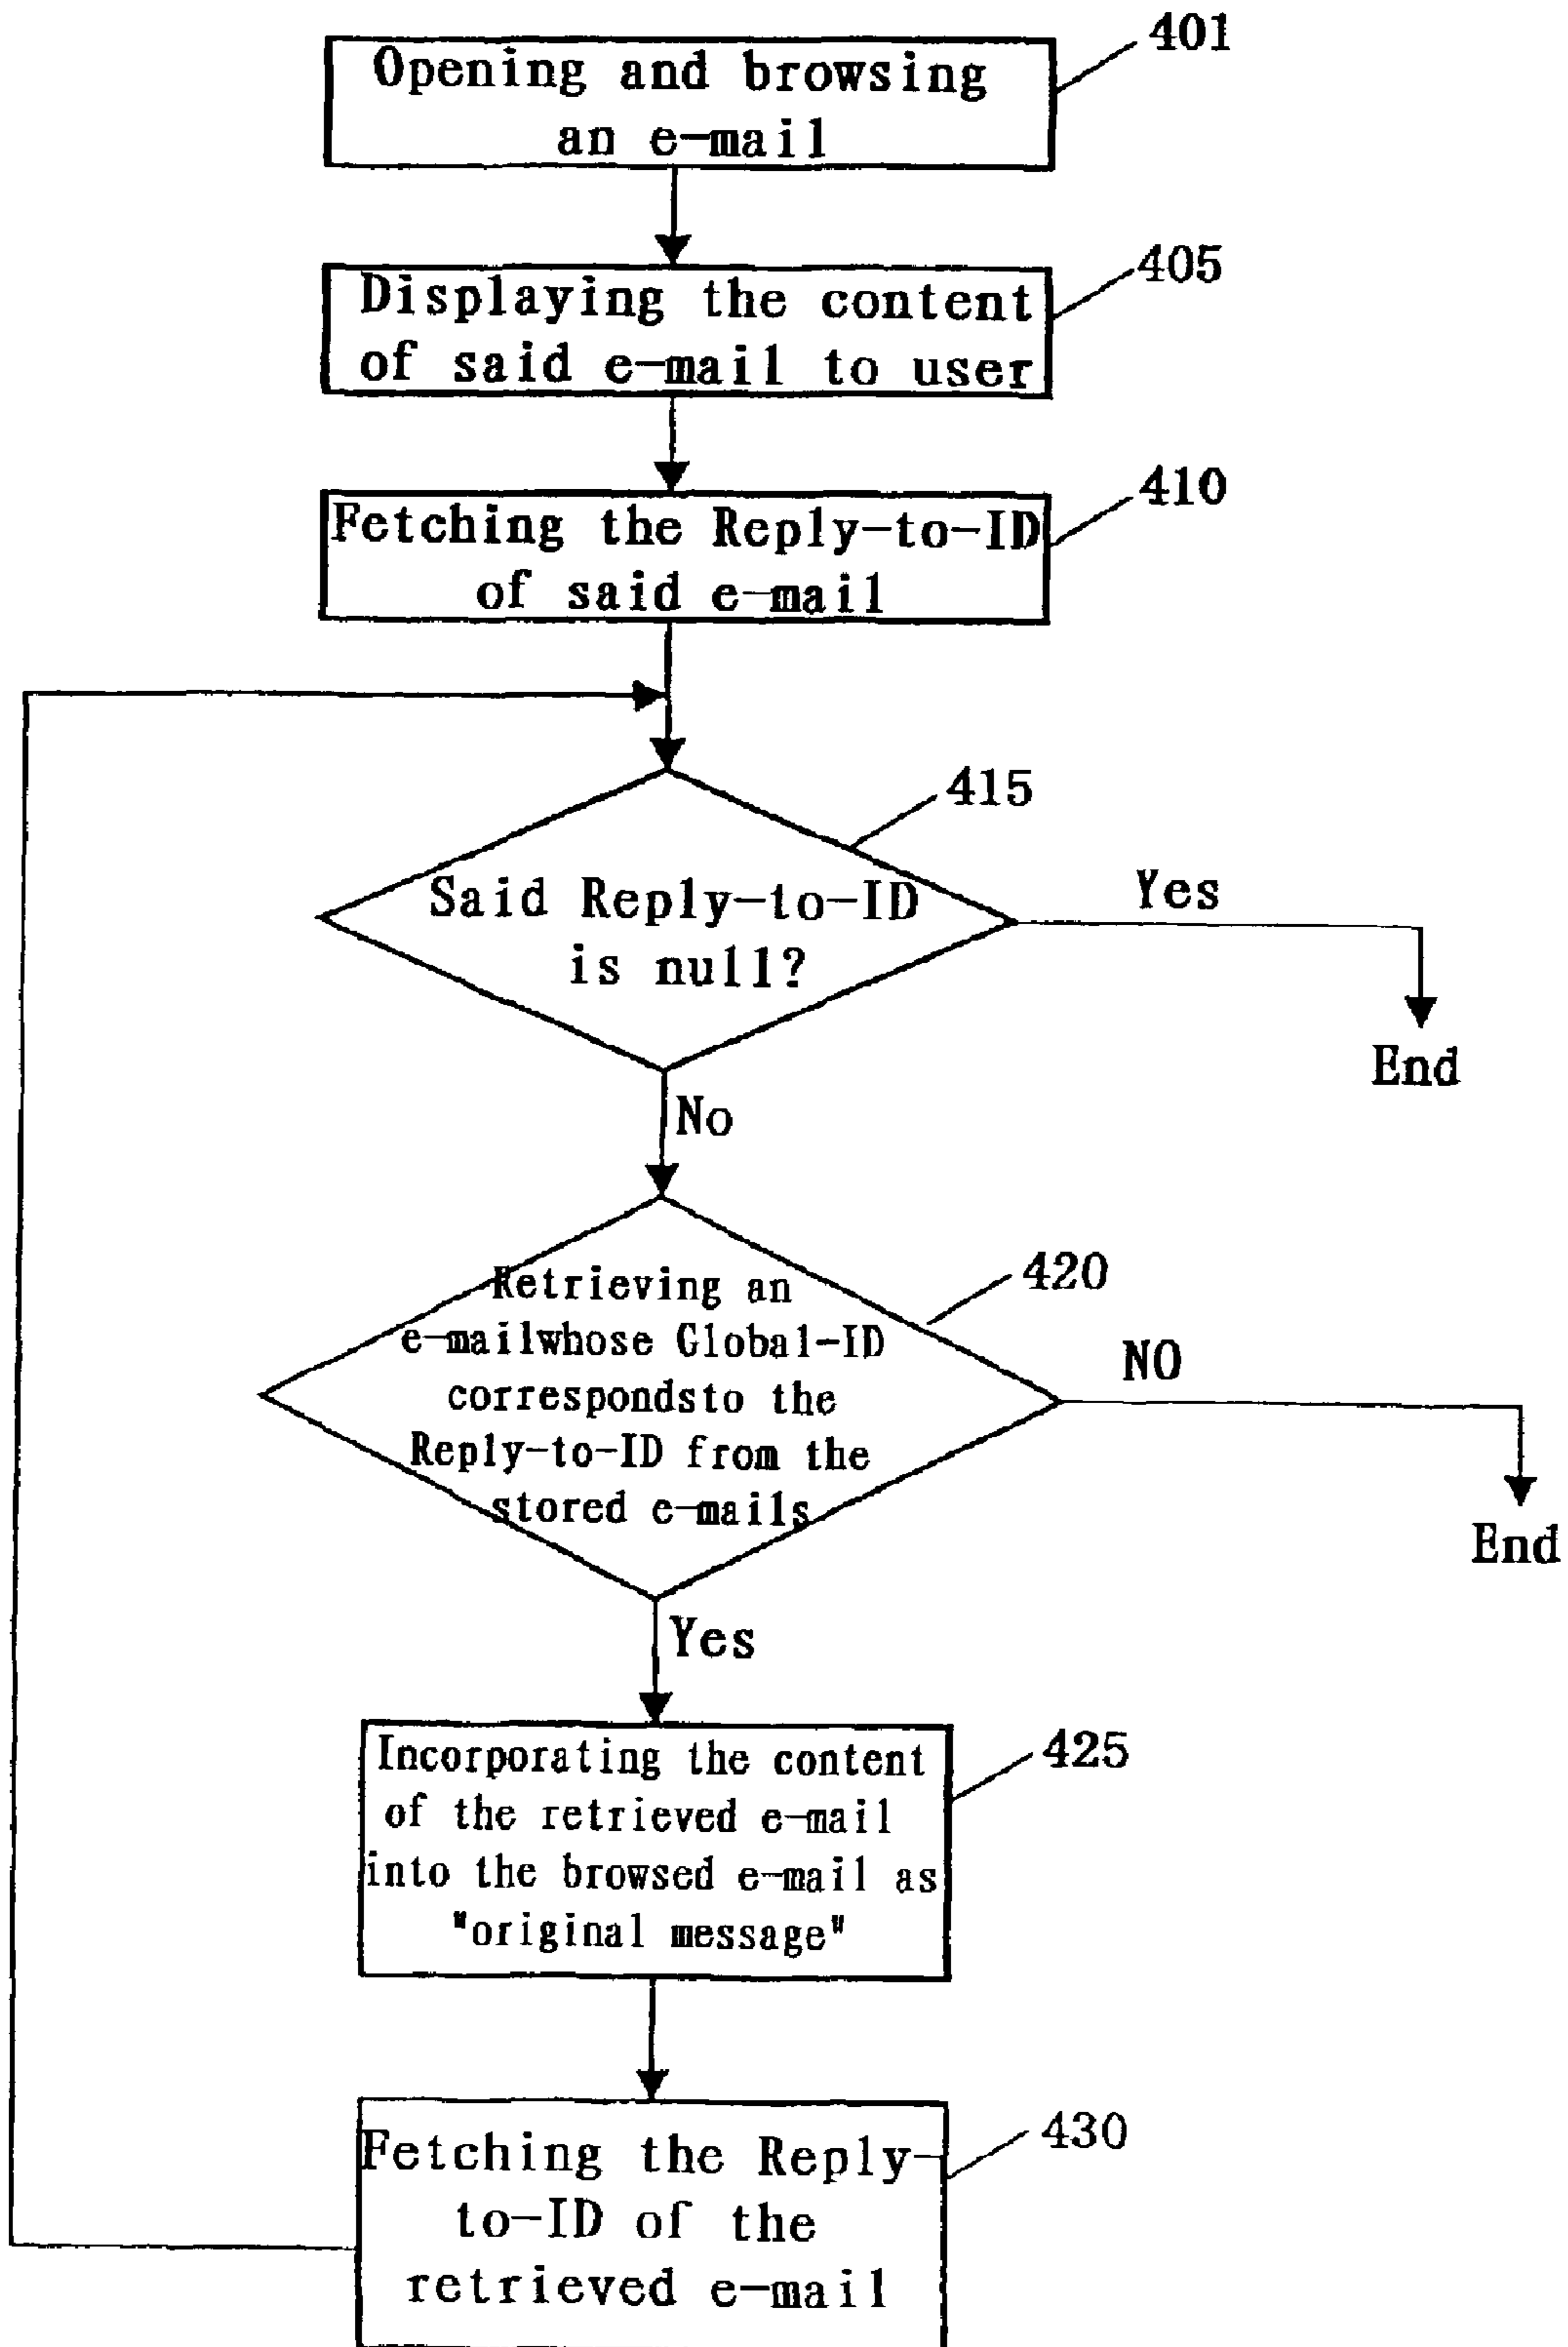 401
Opening and browsing
an e-mail
405
Displaying the content
of said e-mail to user
410
Fetching the Reply-to-ID
of said e-mail
415
Said Reply-to-ID
is null?
Yes
End
No
420
Retrieving an
e-mailwhose Global-ID
correspondsto the
Reply-to-ID from the
stored e-mails
NO
End
Yes
425
Incorporating the content
of the retrieved e-mail
into the browsed e-mail as
"original message"
430
Fetching the Reply-
to-ID of the
retrieved e-mail